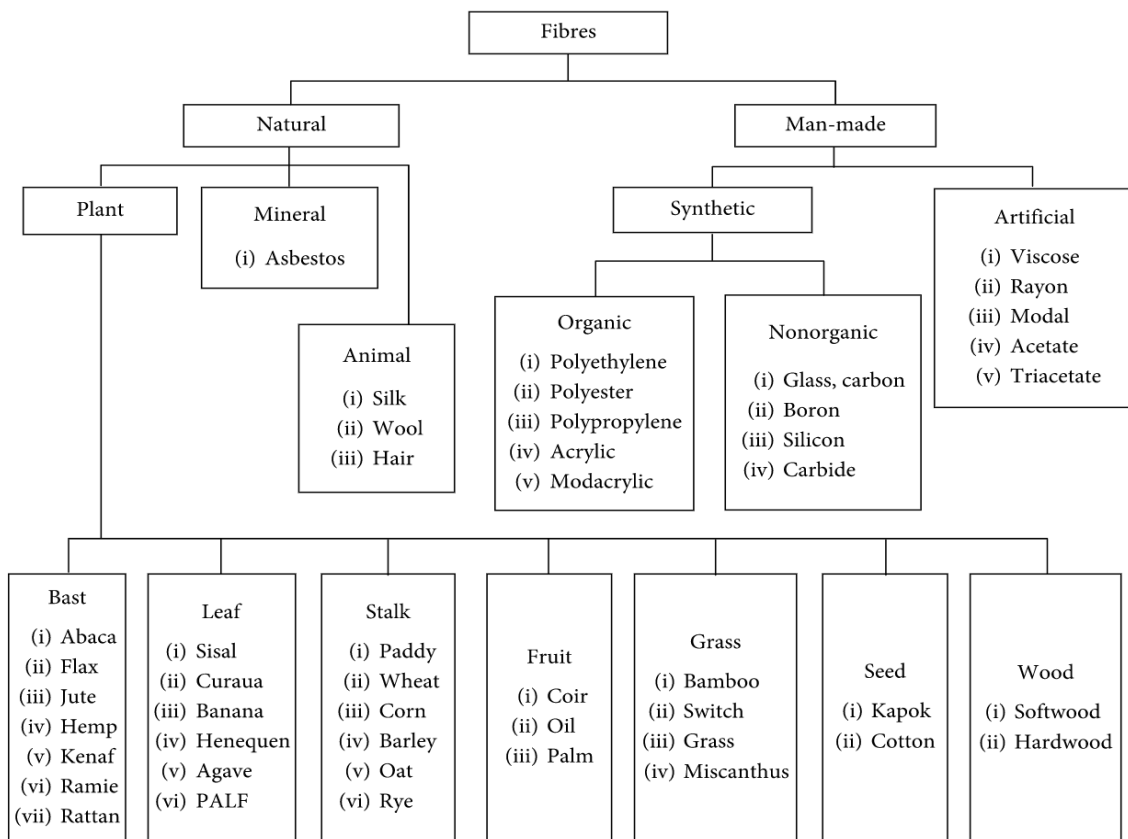 Fibres
Natural
Man-made
Plant
Mineral
(i) Asbestos
Animal
(i) Silk
(ii) Wool
(iii) Hair
Synthetic
Organic
(i) Polyethylene
(ii) Polyester
(iii) Polypropylene
(iv) Acrylic
(v) Modacrylic
Nonorganic
(i) Glass, carbon
(ii) Boron
(iii) Silicon
(iv) Carbide
Artificial
(i) Viscose
(ii) Rayon
(iii) Modal
(iv) Acetate
(v) Triacetate
Bast
(i) Abaca
(ii) Flax
(iii) Jute
(iv) Hemp
(v) Kenaf
(vi) Ramie
(vii) Rattan
Leaf
(i) Sisal
(ii) Curaua
(iii) Banana
(iv) Henequen
(v) Agave
(vi) PALF
Stalk
(i) Paddy
(ii) Wheat
(iii) Corn
(iv) Barley
(v) Oat
(vi) Rye
Fruit
(i) Coir
(ii) Oil
(iii) Palm
Grass
(i) Bamboo
(ii) Switch
(iii) Grass
(iv) Miscanthus
Seed
(i) Kapok
(ii) Cotton
Wood
(i) Softwood
(ii) Hardwood